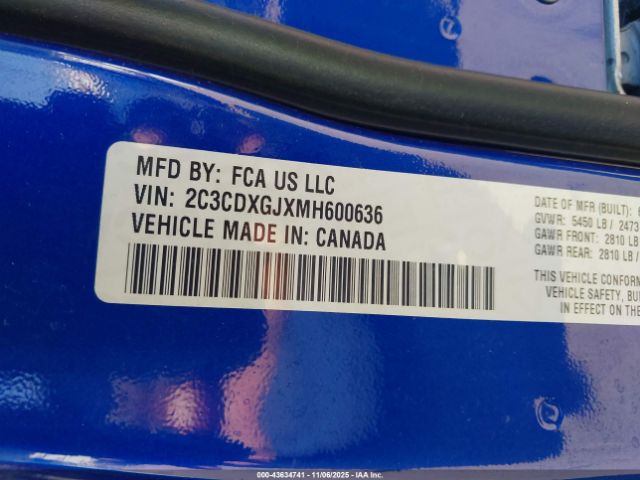 MFD BY: FCA US LLC
VIN: 2C3CDXGJXMH600636
VEHICLE MADE IN: CANADA
DATE OF MFR (BUILT):
GVWR: 5450 LB / 2473
GAWR FRONT: 2810 LB
GAWR REAR: 2810 LB /
THIS VEHICLE CONFORM
VEHICLE SAFETY, BU
IN EFFECT ON THE
000-43634741 - 11/06/2025 - IAAI.COM